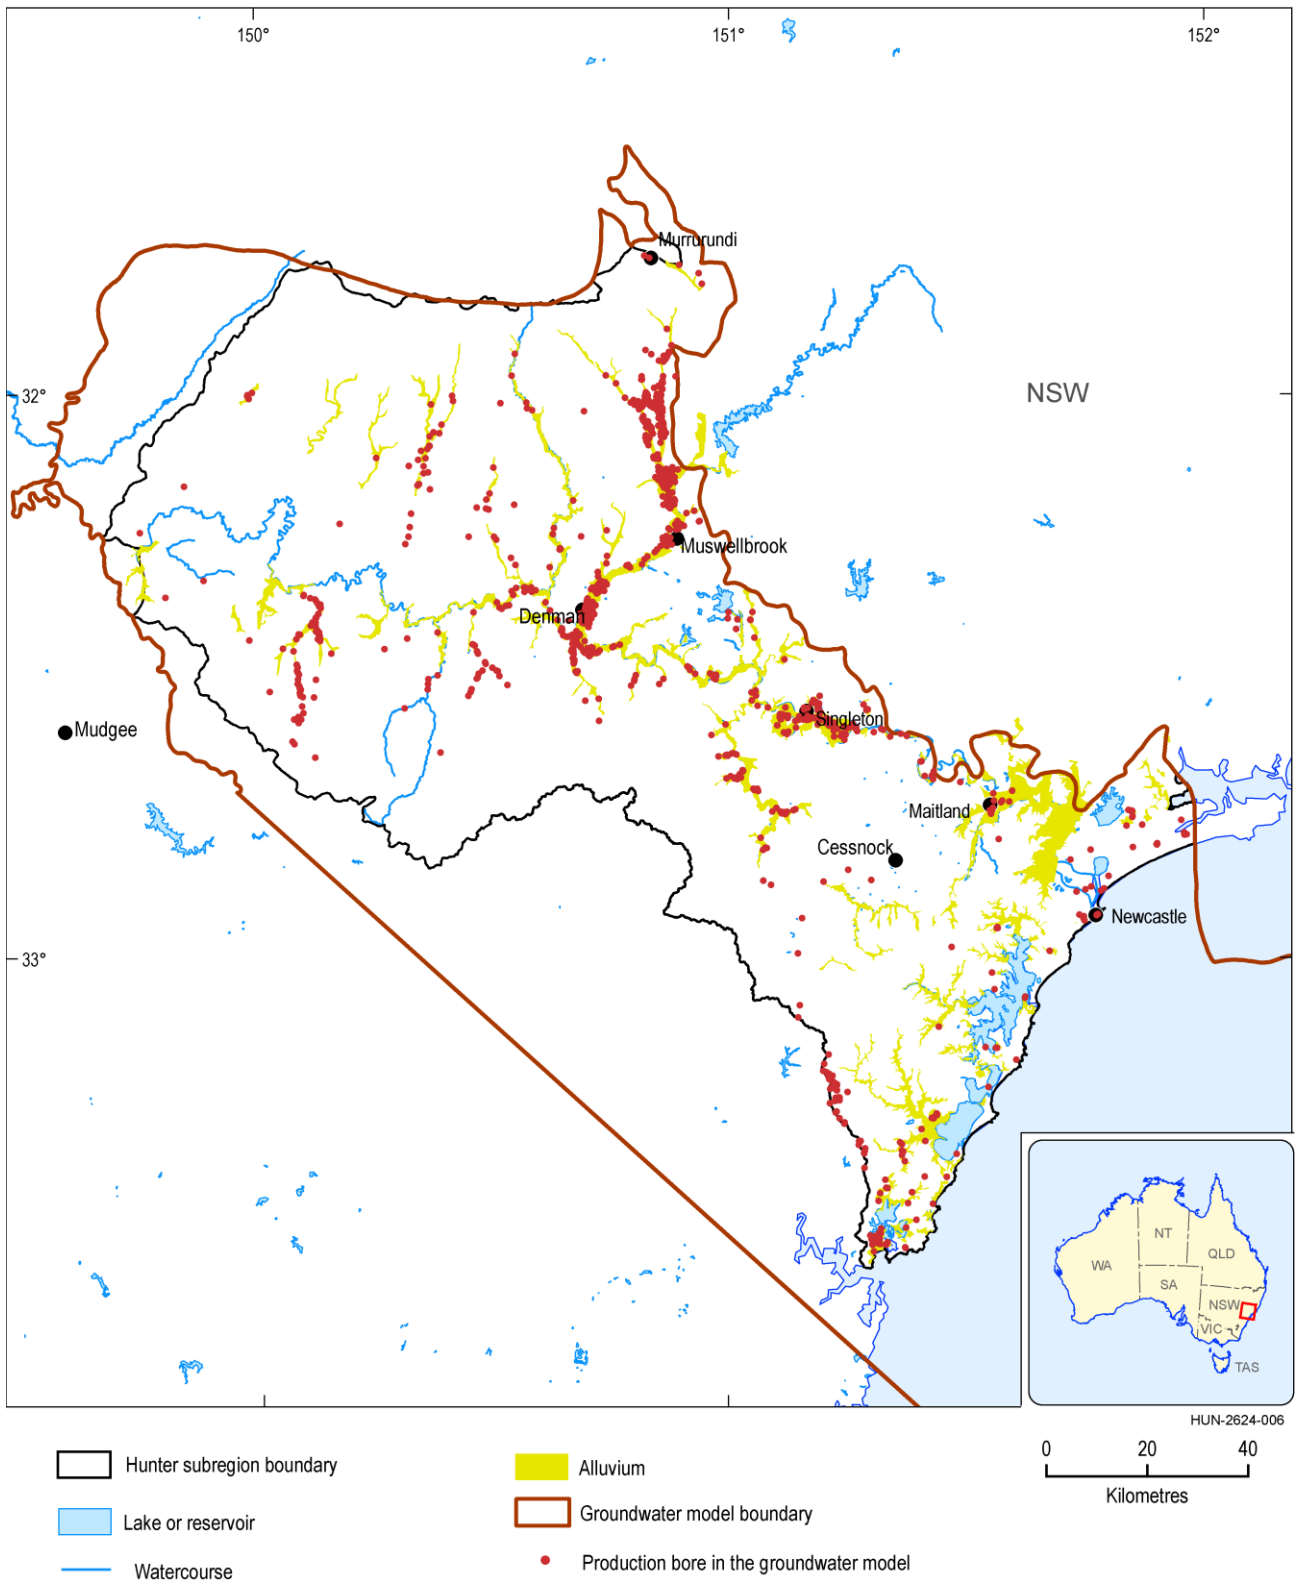 150°
151°
152°
Murrurundi
32°
NSW
Muswellbrook
Denman
Singleton
Mudgee
Maitland
Cessnock
Newcastle
33°
NT
QLD
WA
SA
NSW
VIC
TAS
HUN-2624-006
0 20 40
Kilometres
Hunter subregion boundary
Lake or reservoir
Watercourse
Alluvium
Groundwater model boundary
Production bore in the groundwater model